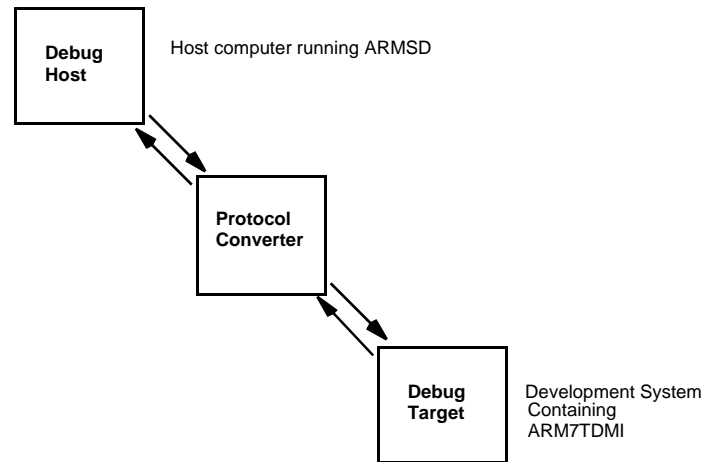 Debug
Host
Host computer running ARMSD
Protocol
Converter
Debug
Target
Development System
Containing
ARM7TDMI